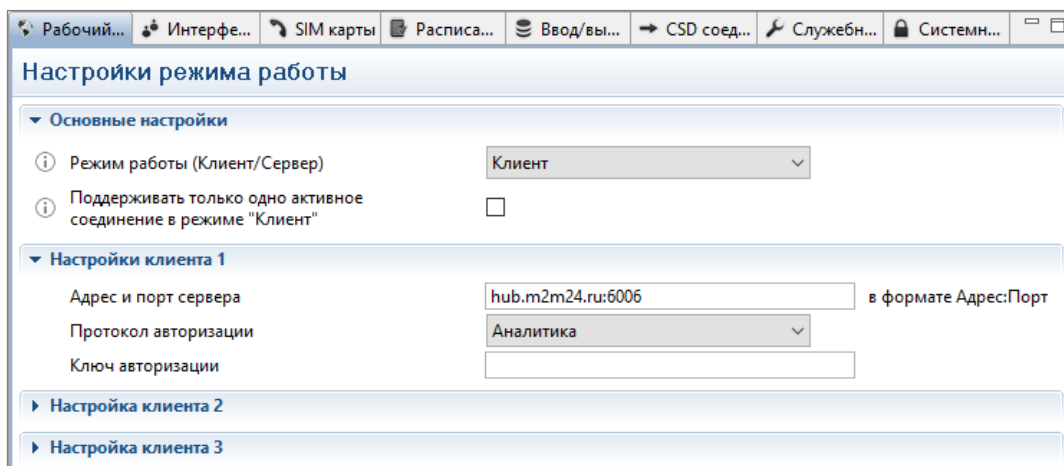 Рабочий... Интерфе... SIM карты Расписа... Ввод/вы... CSD соед... Служебн... Системн...
Настройки режима работы
Основные настройки
Режим работы (Клиент/Сервер) Клиент
Поддерживать только одно активное
соединение в режиме "Клиент"
Настройки клиента 1
Адрес и порт сервера hub.m2m24.ru:6006 в формате Адрес:Порт
Протокол авторизации Аналитика
Ключ авторизации
Настройка клиента 2
Настройка клиента 3